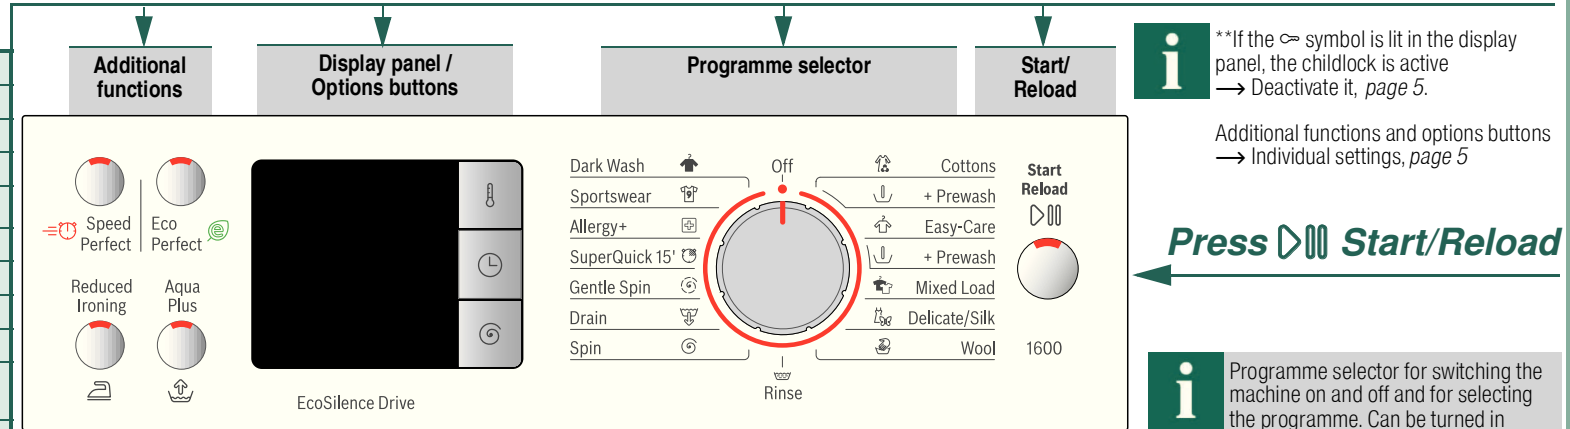 Additional
functions
Display panel /
Options buttons
Programme selector
Start/
Reload
**If the symbol is lit in the display
panel, the childlock is active
→ Deactivate it, page 5.
Additional functions and options buttons
→ Individual settings, page 5
Speed
Perfect
Eco
Perfect
Reduced
Ironing
Aqua
Plus
EcoSilence Drive
Dark Wash
Sportswear
Allergy+
SuperQuick 15'
Gentle Spin
Drain
Spin
Off
Rinse
Cottons
+ Prewash
Easy-Care
+ Prewash
Mixed Load
Delicate/Silk
Wool
Start
Reload
1600
Press Start/Reload
Programme selector for switching the
machine on and off and for selecting
the programme. Can be turned in